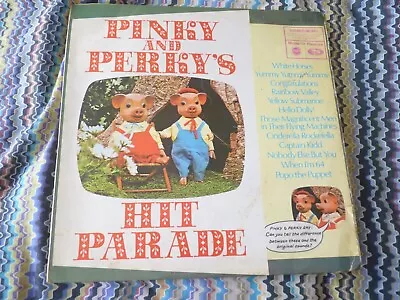 PINKY
AND
PERKY'S
HIT
PARADE
White Horses
Yummy Yummy Yummy
Congratulations
Rainbow Valley
Yellow Submarine
Hello Dolly!
Those Magnificent Men
in Their Flying Machines
Cinderella Rockefella
Captain Kidd
Nobody Else But You
When I'm 64
Pupo the Puppet
PINKY & PERKY SAY
Can you tell the difference
between these and the
original sounds?